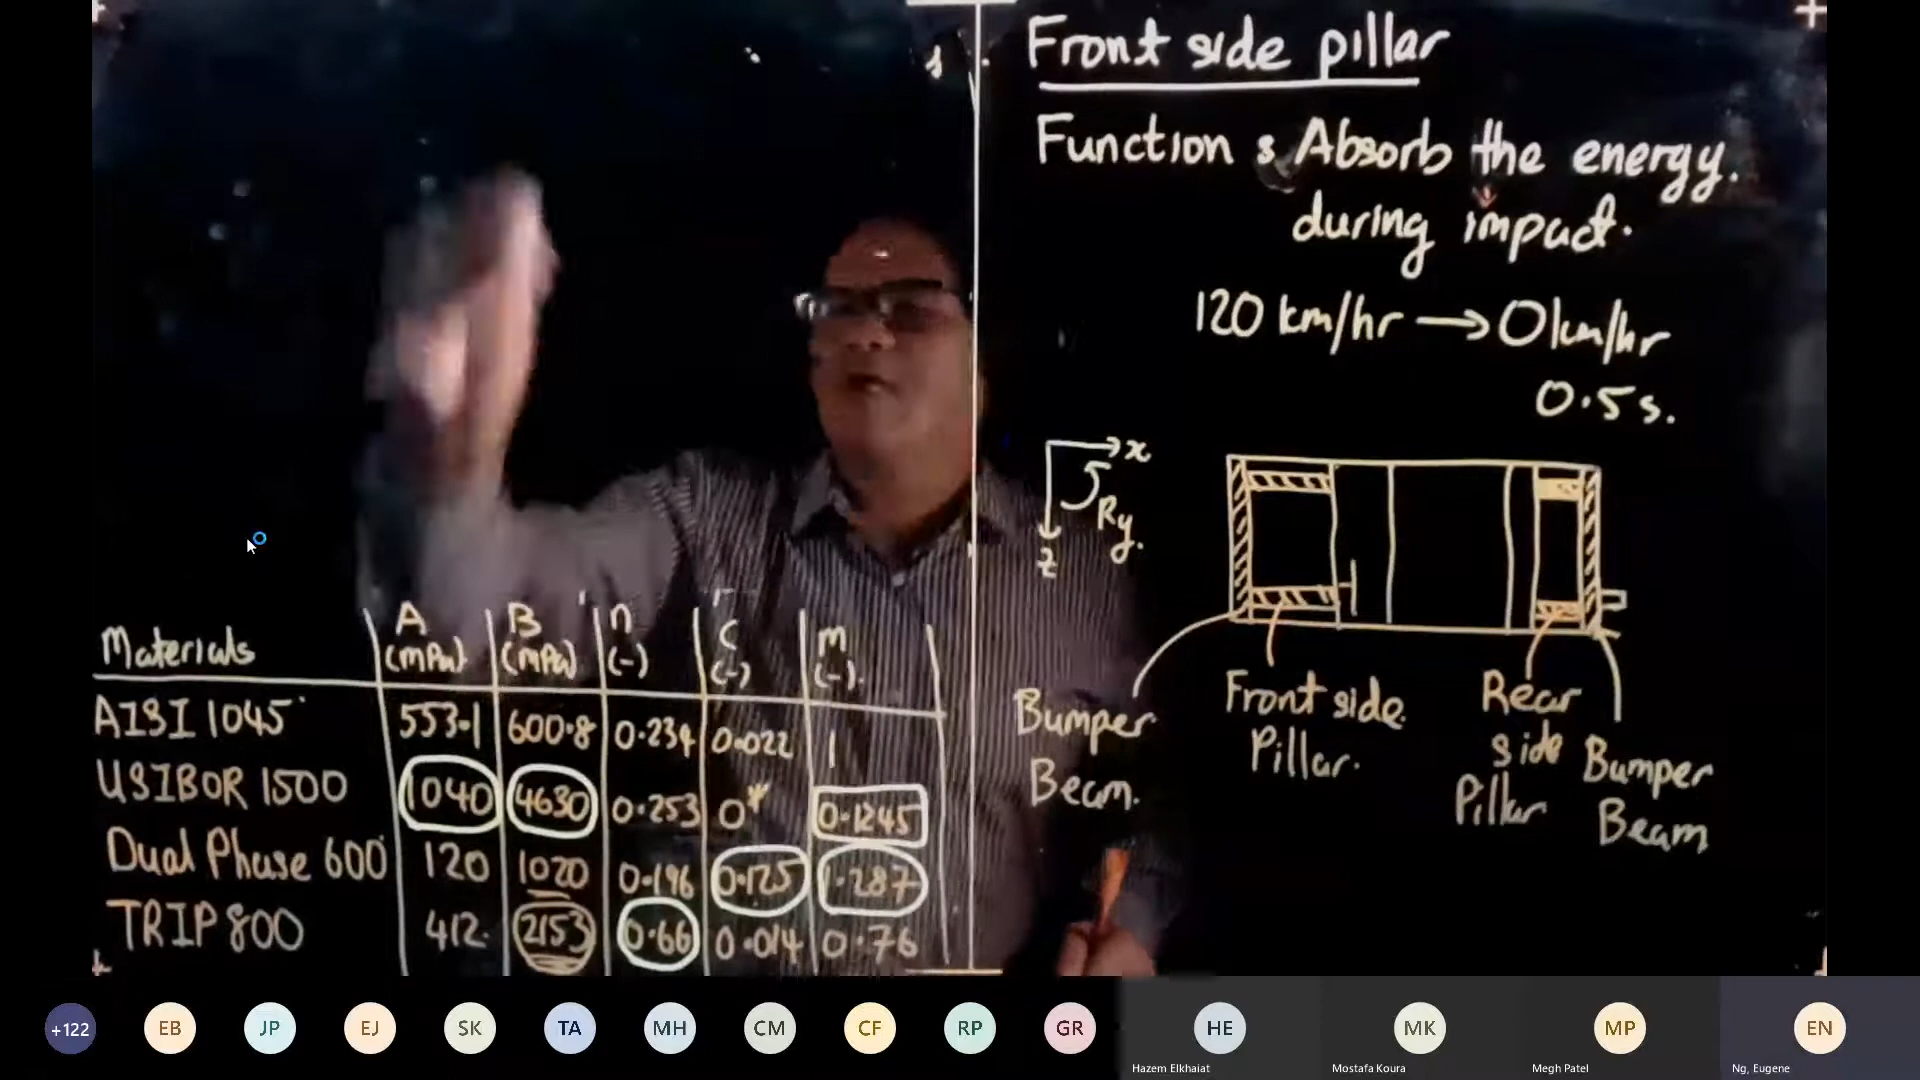 Front side pillar
Function : Absorb the energy.
during impact.
120 km/hr → 0 km/hr
0.5 s.
x
Ry.
z
Bumper
Beam.
Front side
Pillar.
Rear
side
Pillar
Bumper
Beam
Materials A (MPa) B (MPa) n (-) C (-) m (-).
AISI 1045 553.1 600.8 0.234 0.022 1
USIBOR 1500 1040 4630 0.253 0* 0.1245
Dual Phase 600 120 1020 0.196 0.125 1.287
TRIP 800 412. 2153 0.66 0.014 0.76
+122 EB JP EJ SK TA MH CM CF RP GR HE MK MP EN
Hazem Elkhaiat Mostafa Koura Megh Patel Ng, Eugene